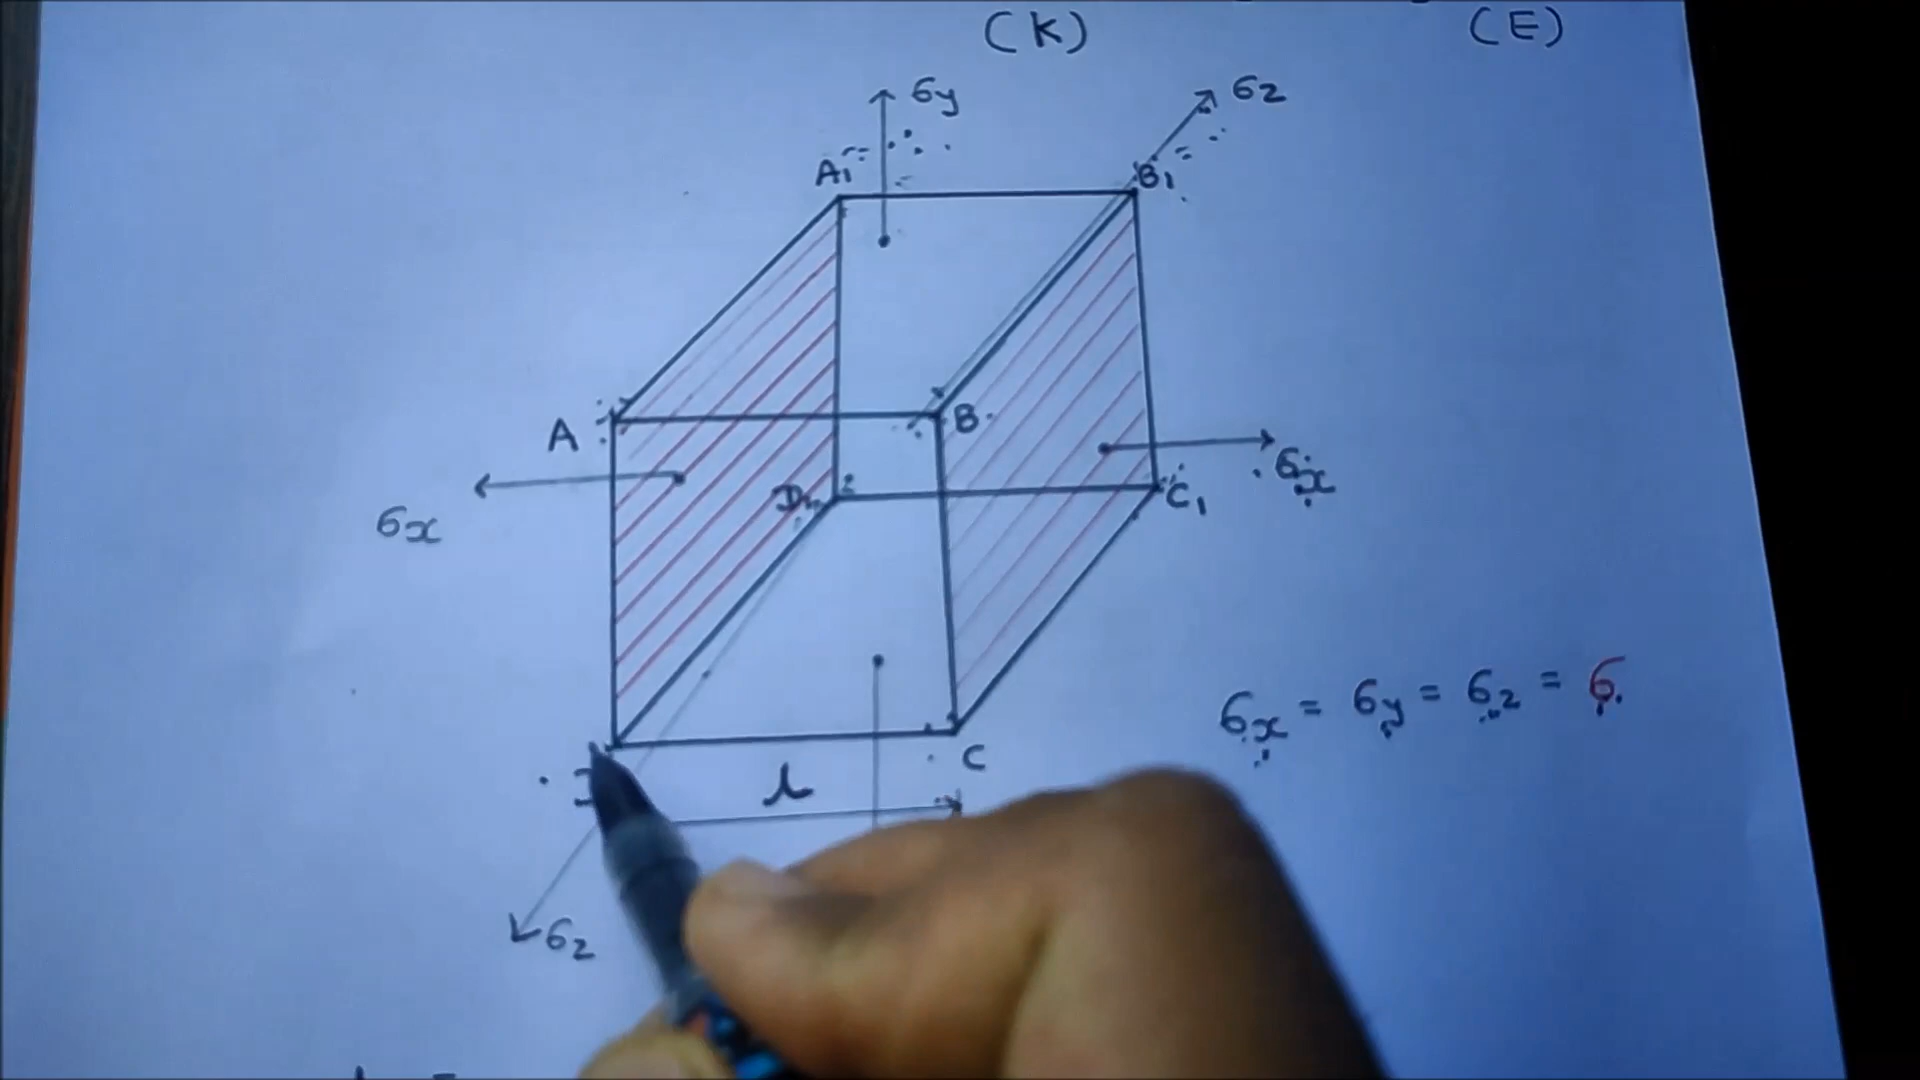 (K) (E)
σy σz
A1 B1
A B
σx D1 C1 σx
σx = σy = σz = σ
l C
σz